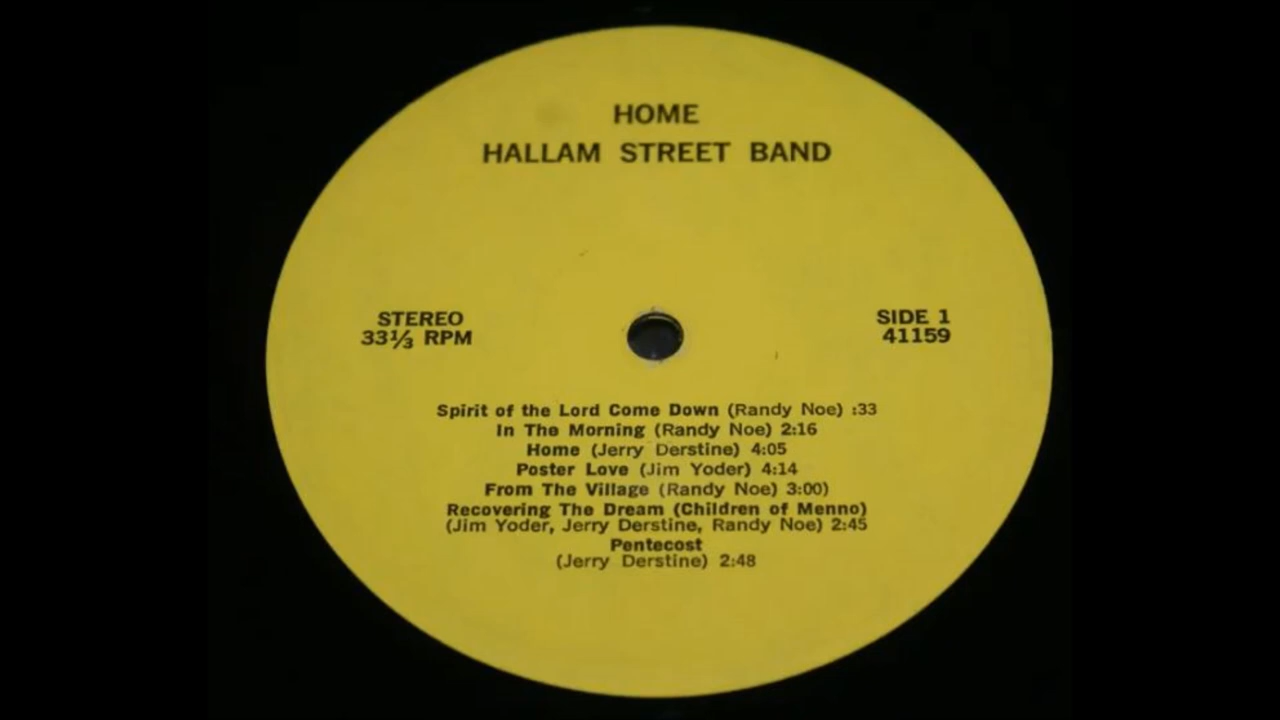 HOME
HALLAM STREET BAND
STEREO
33⅓ RPM
SIDE 1
41159
Spirit of the Lord Come Down (Randy Noe) :33
In The Morning (Randy Noe) 2:16
Home (Jerry Derstine) 4:05
Poster Love (Jim Yoder) 4:14
From The Village (Randy Noe) 3:00)
Recovering The Dream (Children of Menno)
(Jim Yoder, Jerry Derstine, Randy Noe) 2:45
Pentecost
(Jerry Derstine) 2:48